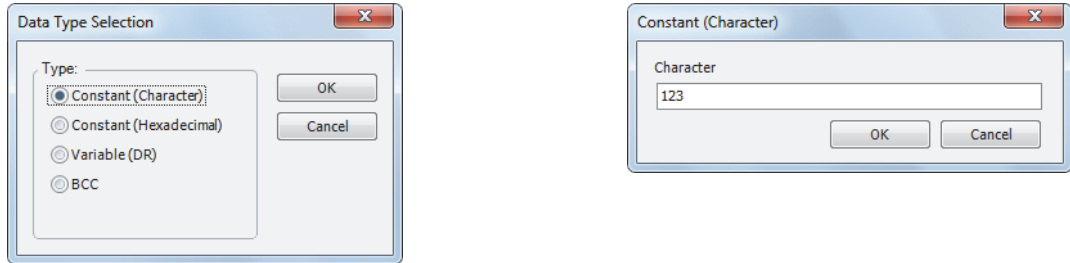 Data Type Selection
Type:
Constant (Character)
Constant (Hexadecimal)
Variable (DR)
BCC
OK
Cancel
Constant (Character)
Character
123
OK
Cancel